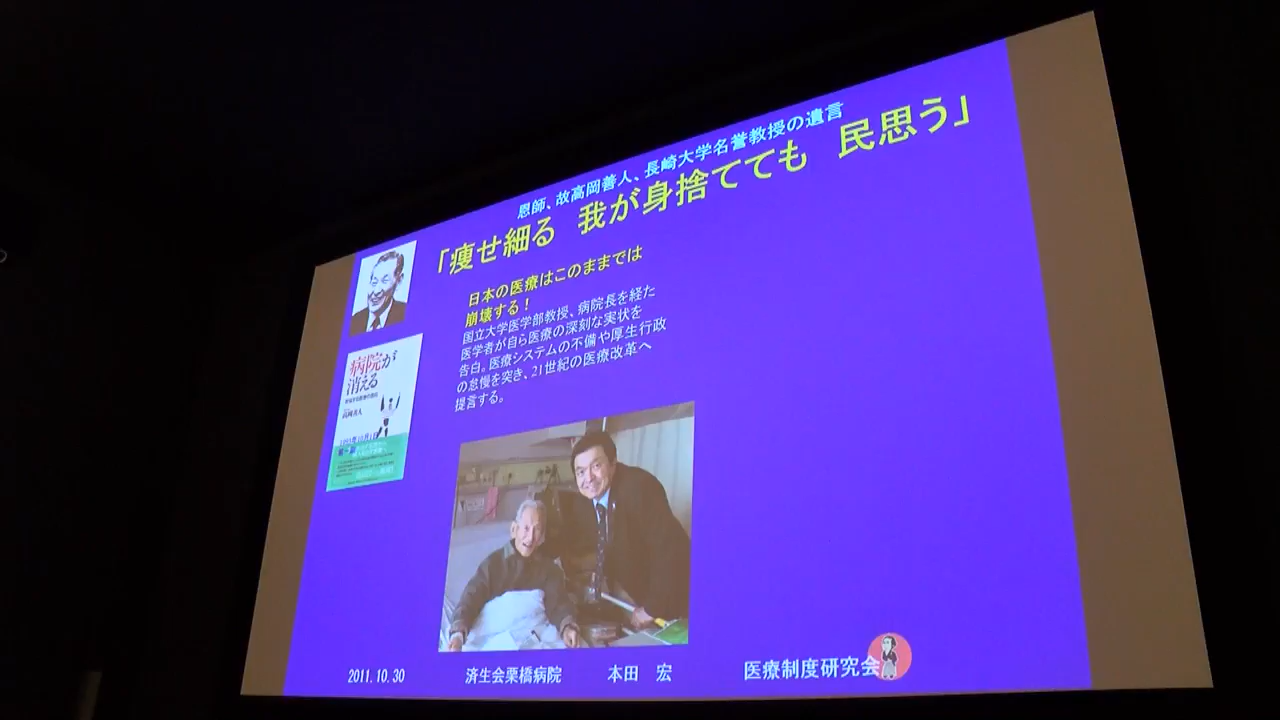 恩師、故高岡善人、長崎大学名誉教授の遺言
「痩せ細る　我が身捨てても　民思う」
日本の医療はこのままでは
崩壊する！
国立大学医学部教授、病院長を経た
医学者が自ら医療の深刻な実状を
告白。医療システムの不備や厚生行政
の怠慢を突き、21世紀の医療改革へ
提言する。
病院が
消える
高岡善人
2011.10.30　済生会栗橋病院　本田　宏　医療制度研究会